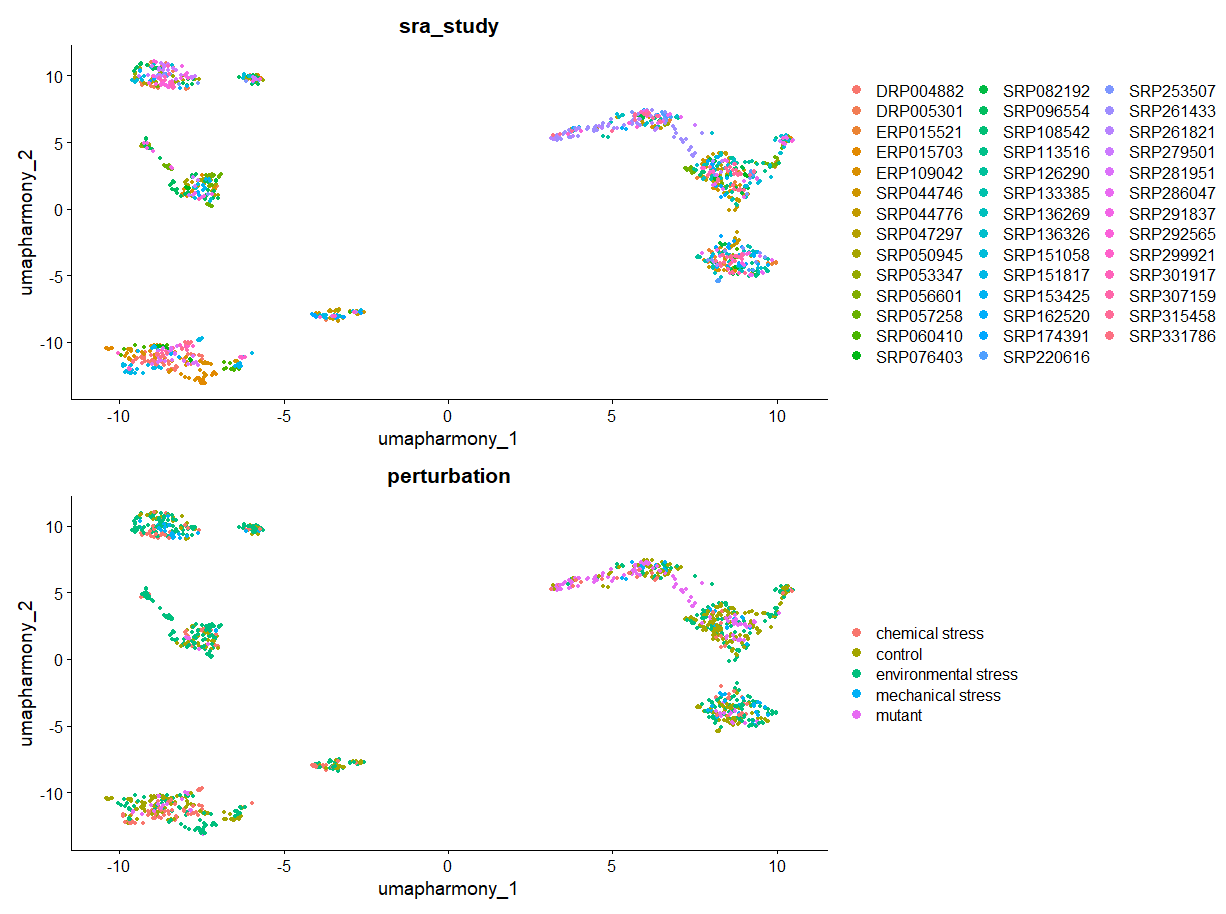 sra_study
umapharmony_2
10
5
0
-5
-10
-10 -5 0 5 10
umapharmony_1
DRP004882 SRP082192 SRP253507
DRP005301 SRP096554 SRP261433
ERP015521 SRP108542 SRP261821
ERP015703 SRP113516 SRP279501
ERP109042 SRP126290 SRP281951
SRP044746 SRP133385 SRP286047
SRP044776 SRP136269 SRP291837
SRP047297 SRP136326 SRP292565
SRP050945 SRP151058 SRP299921
SRP053347 SRP151817 SRP301917
SRP056601 SRP153425 SRP307159
SRP057258 SRP162520 SRP315458
SRP060410 SRP174391 SRP331786
SRP076403 SRP220616
perturbation
umapharmony_2
10
5
0
-5
-10
-10 -5 0 5 10
umapharmony_1
chemical stress
control
environmental stress
mechanical stress
mutant